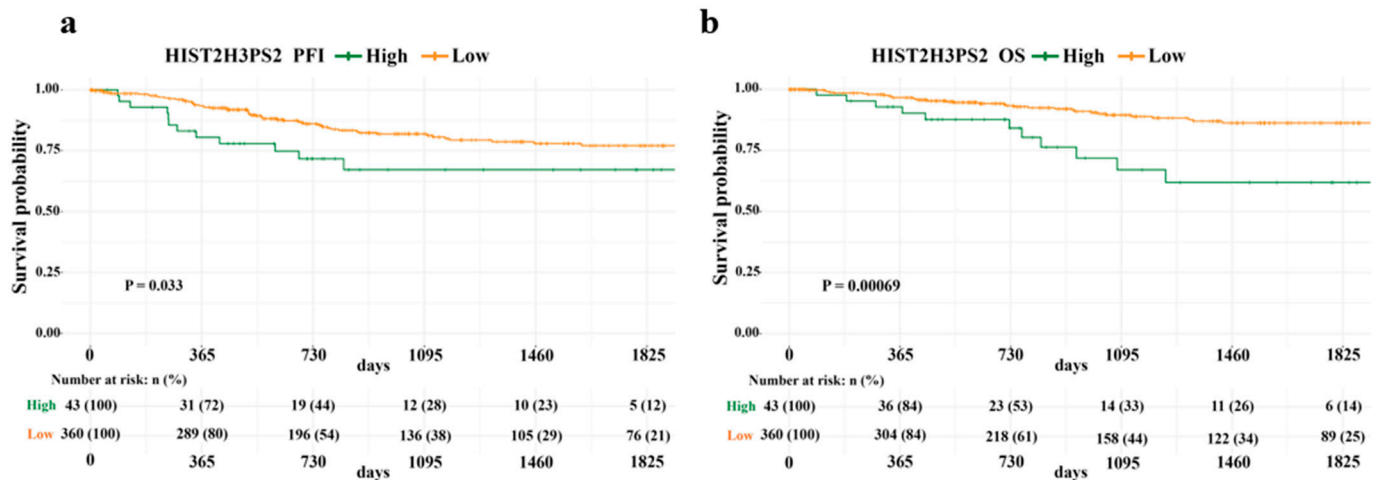 a
HIST2H3PS2 PFI High Low
Survival probability
1.00
0.75
0.50
0.25
0.00
P = 0.033
0 365 730 1095 1460 1825
days
Number at risk: n (%)
High 43 (100) 31 (72) 19 (44) 12 (28) 10 (23) 5 (12)
Low 360 (100) 289 (80) 196 (54) 136 (38) 105 (29) 76 (21)
0 365 730 1095 1460 1825
days
b
HIST2H3PS2 OS High Low
Survival probability
1.00
0.75
0.50
0.25
0.00
P = 0.00069
0 365 730 1095 1460 1825
days
Number at risk: n (%)
High 43 (100) 36 (84) 23 (53) 14 (33) 11 (26) 6 (14)
Low 360 (100) 304 (84) 218 (61) 158 (44) 122 (34) 89 (25)
0 365 730 1095 1460 1825
days